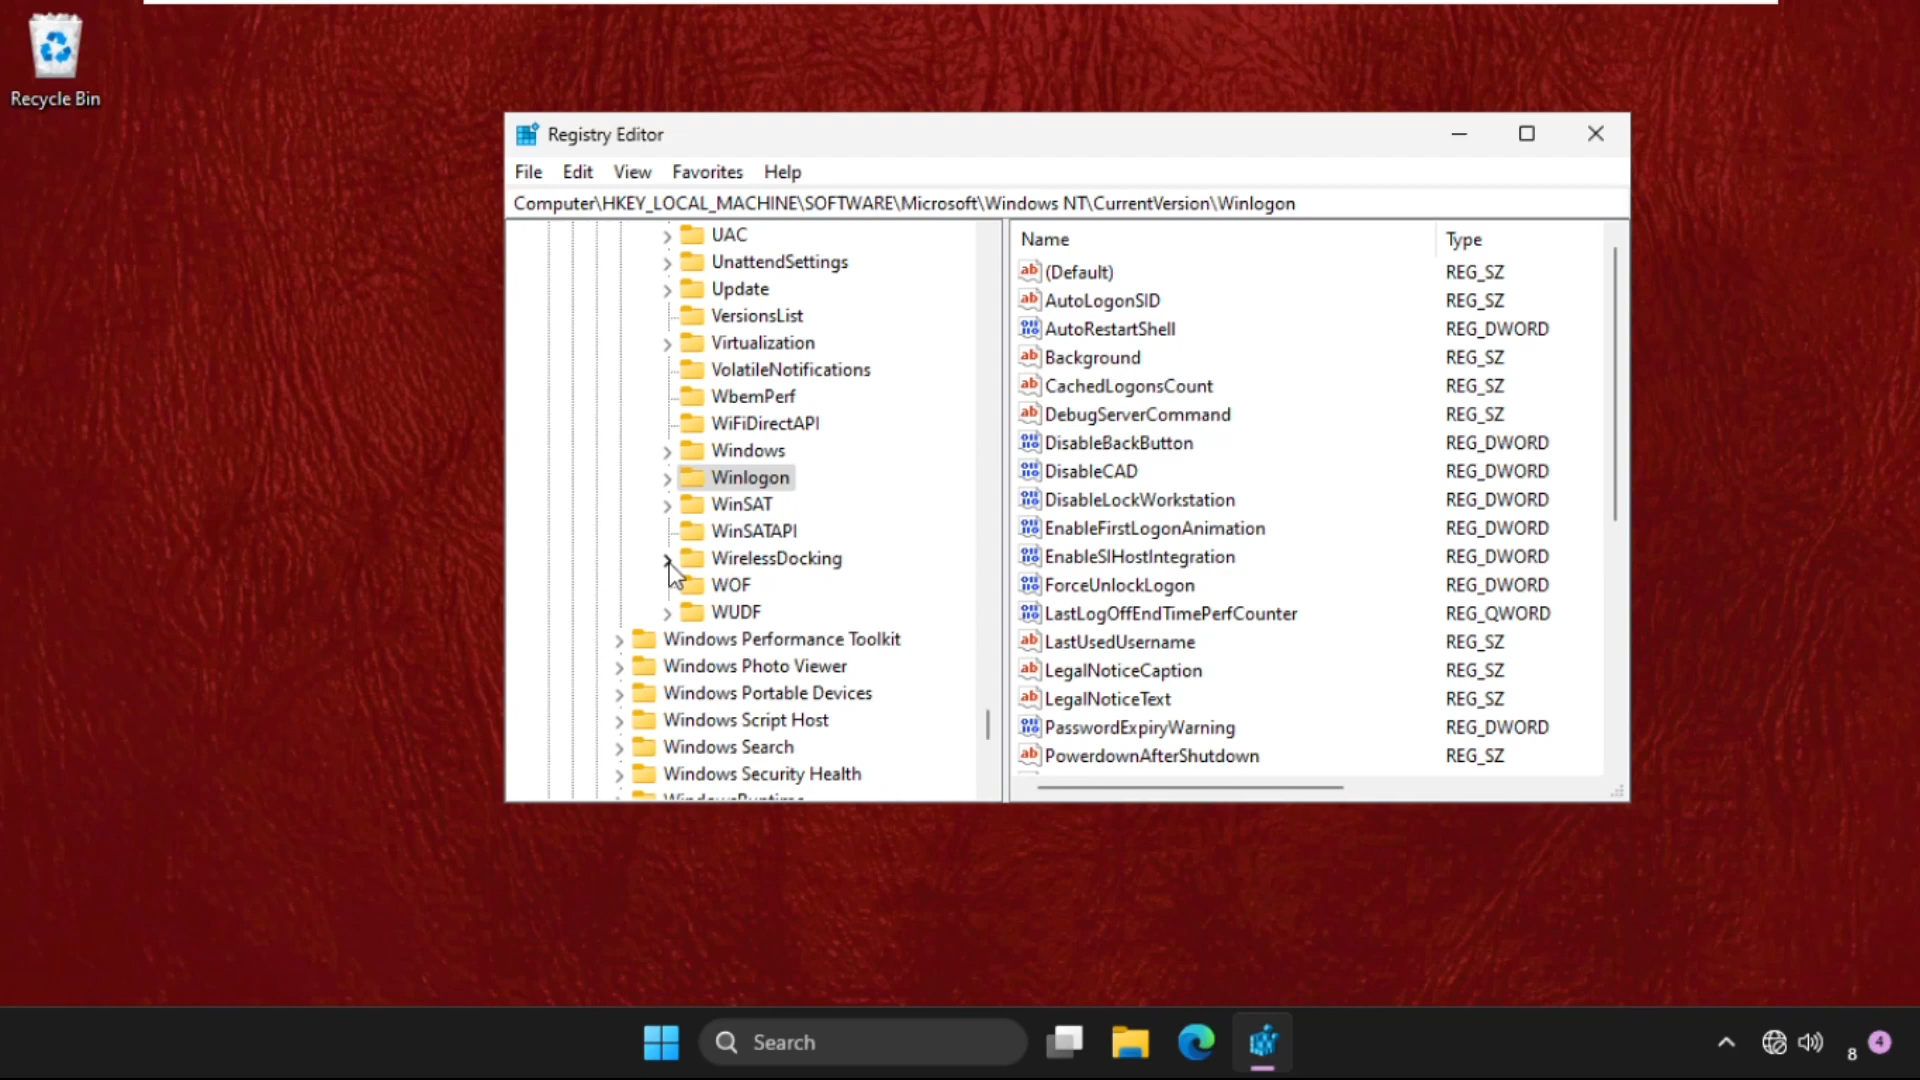 Recycle Bin
Registry Editor
File Edit View Favorites Help
Computer\HKEY_LOCAL_MACHINE\SOFTWARE\Microsoft\Windows NT\CurrentVersion\Winlogon
UAC
UnattendSettings
Update
VersionsList
Virtualization
VolatileNotifications
WbemPerf
WiFiDirectAPI
Windows
Winlogon
WinSAT
WinSATAPI
WirelessDocking
WOF
WUDF
Windows Performance Toolkit
Windows Photo Viewer
Windows Portable Devices
Windows Script Host
Windows Search
Windows Security Health
Name Type
(Default) REG_SZ
AutoLogonSID REG_SZ
AutoRestartShell REG_DWORD
Background REG_SZ
CachedLogonsCount REG_SZ
DebugServerCommand REG_SZ
DisableBackButton REG_DWORD
DisableCAD REG_DWORD
DisableLockWorkstation REG_DWORD
EnableFirstLogonAnimation REG_DWORD
EnableSIHostIntegration REG_DWORD
ForceUnlockLogon REG_DWORD
LastLogOffEndTimePerfCounter REG_QWORD
LastUsedUsername REG_SZ
LegalNoticeCaption REG_SZ
LegalNoticeText REG_SZ
PasswordExpiryWarning REG_DWORD
PowerdownAfterShutdown REG_SZ
Search
8
4